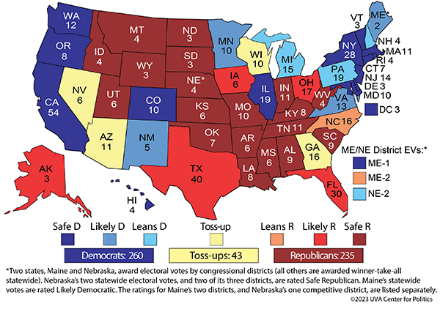 WA 12
MT 4
ND 3
MN 10
VT 3
ME* 2
OR 8
ID 4
SD 3
WI 10
MI 15
NY 28
NH 4
MA 11
RI 4
CT 7
NJ 14
DE 3
MD 10
DC 3
WY 3
NE* 4
IA 6
IL 19
IN 11
OH 17
PA 19
WV 4
VA 13
NV 6
UT 6
CO 10
KS 6
MO 10
KY 8
NC 16
CA 54
AZ 11
NM 5
OK 7
AR 6
TN 11
SC 9
TX 40
LA 8
MS 6
AL 9
GA 16
FL 30
AK 3
HI 4
ME/NE District EVs:*
ME-1
ME-2
NE-2
Safe D Likely D Leans D Toss-up Leans R Likely R Safe R
Democrats: 260 Toss-ups: 43 Republicans: 235
*Two states, Maine and Nebraska, award electoral votes by congressional districts (all others are awarded winner-take-all
statewide). Nebraska's two statewide electoral votes, and two of its three districts, are rated Safe Republican. Maine's statewide
votes are rated Likely Democratic. The ratings for Maine's two districts, and Nebraska's one competitive district, are listed separately.
©2023 UVA Center for Politics